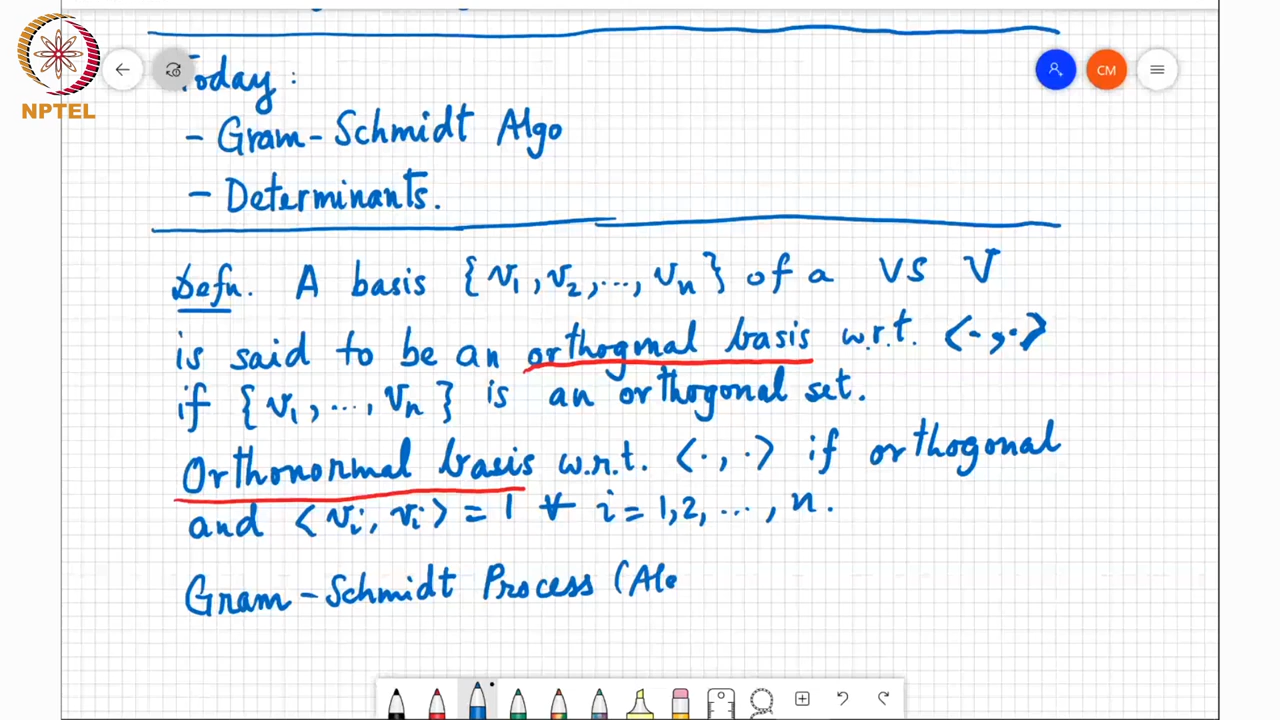 NPTEL
CM
Today :
- Gram-Schmidt Algo
- Determinants.
Defn. A basis {v1, v2, ..., vn} of a VS V
is said to be an orthogonal basis w.r.t. <·,·>
if {v1, ..., vn} is an orthogonal set.
Orthonormal basis w.r.t. <·,·> if orthogonal
and <vi, vi> = 1 ∀ i = 1, 2, ..., n.
Gram-Schmidt Process (Alg